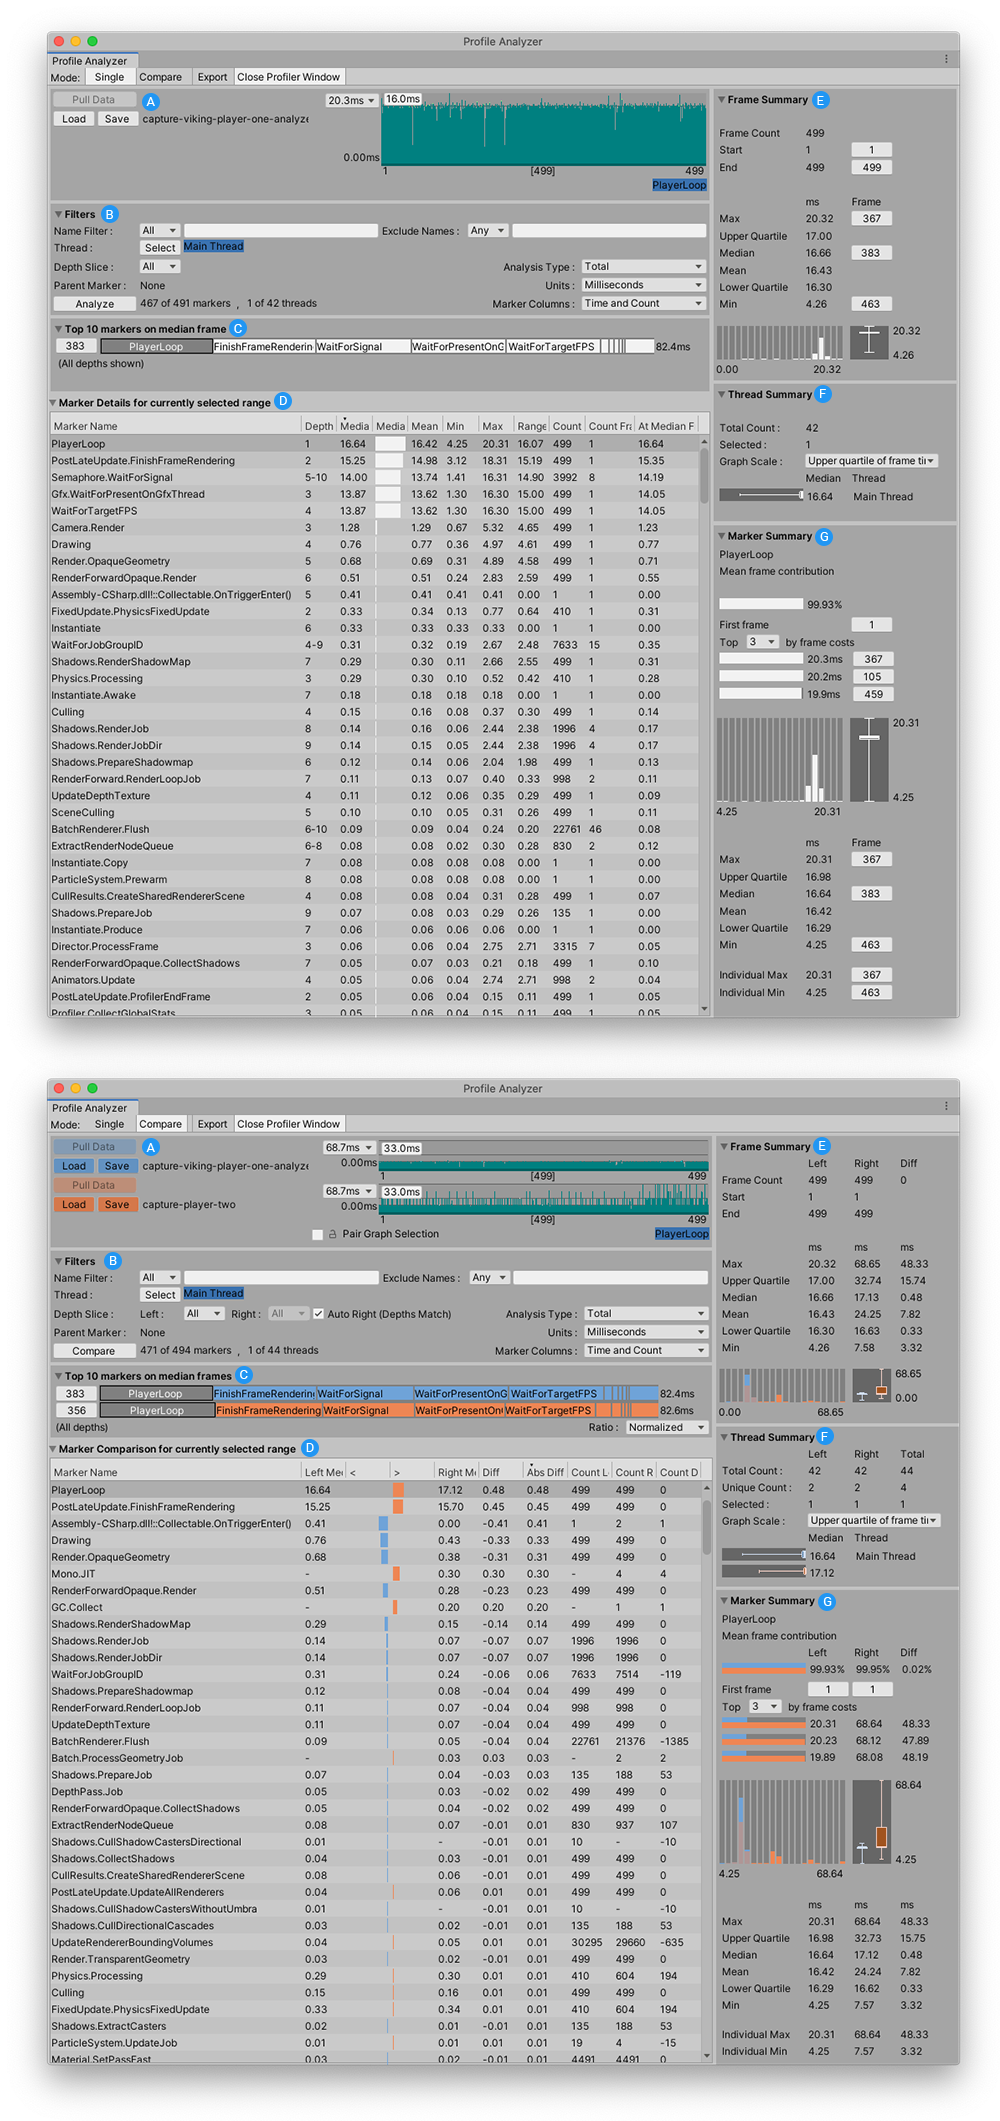 Profile Analyzer
Profile Analyzer
Mode: Single Compare Export Close Profiler Window
Pull Data A 20.3ms 16.0ms
Load Save capture-viking-player-one-analyze
0.00ms
1 [499] 499
PlayerLoop
Filters B
Name Filter : All Exclude Names : Any
Thread : Select Main Thread
Depth Slice : All Analysis Type : Total
Parent Marker : None Units : Milliseconds
Analyze 467 of 491 markers , 1 of 42 threads Marker Columns : Time and Count
Top 10 markers on median frame C
383 PlayerLoop FinishFrameRenderin WaitForSignal WaitForPresentOnG WaitForTargetFPS 82.4ms
(All depths shown)
Marker Details for currently selected range D
Marker Name Depth Media Media Mean Min Max Range Count Count Fra At Median F
PlayerLoop 1 16.64 16.42 4.25 20.31 16.07 499 1 16.64
PostLateUpdate.FinishFrameRendering 2 15.25 14.98 3.12 18.31 15.19 499 1 15.35
Semaphore.WaitForSignal 5-10 14.00 13.74 1.41 16.31 14.90 3992 8 14.19
Gfx.WaitForPresentOnGfxThread 3 13.87 13.62 1.30 16.30 15.00 499 1 14.05
WaitForTargetFPS 4 13.87 13.62 1.30 16.30 15.00 499 1 14.05
Camera.Render 3 1.28 1.29 0.67 5.32 4.65 499 1 1.23
Drawing 4 0.76 0.77 0.36 4.97 4.61 499 1 0.77
Render.OpaqueGeometry 5 0.68 0.69 0.31 4.89 4.58 499 1 0.71
RenderForwardOpaque.Render 6 0.51 0.51 0.24 2.83 2.59 499 1 0.55
Assembly-CSharp.dll!::Collectable.OnTriggerEnter() 5 0.41 0.41 0.41 0.41 0.00 1 1 0.00
FixedUpdate.PhysicsFixedUpdate 2 0.33 0.34 0.13 0.77 0.64 410 1 0.31
Instantiate 6 0.33 0.33 0.33 0.33 0.00 1 1 0.00
WaitForJobGroupID 4-9 0.31 0.32 0.19 2.67 2.48 7633 15 0.35
Shadows.RenderShadowMap 7 0.29 0.30 0.11 2.66 2.55 499 1 0.31
Physics.Processing 3 0.29 0.30 0.10 0.52 0.42 410 1 0.28
Instantiate.Awake 7 0.18 0.18 0.18 0.18 0.00 1 1 0.00
Culling 4 0.15 0.16 0.08 0.37 0.30 499 1 0.14
Shadows.RenderJob 8 0.14 0.16 0.06 2.44 2.38 1996 4 0.17
Shadows.RenderJobDir 9 0.14 0.15 0.05 2.44 2.38 1996 4 0.17
Shadows.PrepareShadowmap 6 0.12 0.14 0.06 2.04 1.98 499 1 0.13
RenderForward.RenderLoopJob 7 0.11 0.13 0.07 0.40 0.33 998 2 0.11
UpdateDepthTexture 4 0.11 0.12 0.06 0.35 0.29 499 1 0.09
SceneCulling 5 0.10 0.10 0.05 0.31 0.26 499 1 0.11
BatchRenderer.Flush 6-10 0.09 0.09 0.04 0.24 0.20 22761 46 0.08
ExtractRenderNodeQueue 6-8 0.08 0.08 0.02 0.30 0.28 830 2 0.12
Instantiate.Copy 7 0.08 0.08 0.08 0.08 0.00 1 1 0.00
ParticleSystem.Prewarm 8 0.08 0.08 0.08 0.08 0.00 1 1 0.00
CullResults.CreateSharedRendererScene 4 0.08 0.08 0.04 0.31 0.28 499 1 0.07
Shadows.PrepareJob 9 0.07 0.08 0.03 0.29 0.26 135 1 0.00
Instantiate.Produce 7 0.06 0.06 0.06 0.06 0.00 1 1 0.00
Director.ProcessFrame 3 0.06 0.06 0.04 2.75 2.71 3315 7 0.05
RenderForwardOpaque.CollectShadows 7 0.05 0.07 0.03 0.21 0.18 499 1 0.10
Animators.Update 4 0.05 0.06 0.04 2.74 2.71 998 2 0.04
PostLateUpdate.ProfilerEndFrame 2 0.05 0.06 0.04 0.15 0.11 499 1 0.05
Profiler.CollectGlobalStats 3 0.05 0.06 0.04 0.15 0.11 499 1 0.05
Frame Summary E
Frame Count 499
Start 1 1
End 499 499
ms Frame
Max 20.32 367
Upper Quartile 17.00
Median 16.66 383
Mean 16.43
Lower Quartile 16.30
Min 4.26 463
20.32
4.26
0.00 20.32
Thread Summary F
Total Count : 42
Selected : 1
Graph Scale : Upper quartile of frame ti
Median Thread
16.64 Main Thread
Marker Summary G
PlayerLoop
Mean frame contribution
99.93%
First frame 1
Top 3 by frame costs
20.3ms 367
20.2ms 105
19.9ms 459
20.31
4.25
4.25 20.31
ms Frame
Max 20.31 367
Upper Quartile 16.98
Median 16.64 383
Mean 16.42
Lower Quartile 16.29
Min 4.25 463
Individual Max 20.31 367
Individual Min 4.25 463
Profile Analyzer
Profile Analyzer
Mode: Single Compare Export Close Profiler Window
Pull Data A 68.7ms 33.0ms
Load Save capture-viking-player-one-analyze 0.00ms
1 [499] 499
Pull Data 68.7ms 33.0ms
Load Save capture-player-two 0.00ms
1 [499] 499
Pair Graph Selection PlayerLoop
Filters B
Name Filter : All Exclude Names : Any
Thread : Select Main Thread
Depth Slice : Left : All Right : All Auto Right (Depths Match) Analysis Type : Total
Parent Marker : None Units : Milliseconds
Compare 471 of 494 markers , 1 of 44 threads Marker Columns : Time and Count
Top 10 markers on median frames C
383 PlayerLoop FinishFrameRendering WaitForSignal WaitForPresentOnG WaitForTargetFPS 82.4ms
356 PlayerLoop FinishFrameRendering WaitForSignal WaitForPresentOnG WaitForTargetFPS 82.6ms
(All depths) Ratio : Normalized
Marker Comparison for currently selected range D
Marker Name Left Med < > Right Me Diff Abs Diff Count L Count R Count D
PlayerLoop 16.64 17.12 0.48 0.48 499 499 0
PostLateUpdate.FinishFrameRendering 15.25 15.70 0.45 0.45 499 499 0
Assembly-CSharp.dll!::Collectable.OnTriggerEnter() 0.41 0.00 -0.41 0.41 1 2 1
Drawing 0.76 0.43 -0.33 0.33 499 499 0
Render.OpaqueGeometry 0.68 0.38 -0.31 0.31 499 499 0
Mono.JIT - 0.30 0.30 0.30 - 4 4
RenderForwardOpaque.Render 0.51 0.28 -0.23 0.23 499 499 0
GC.Collect - 0.20 0.20 0.20 - 1 1
Shadows.RenderShadowMap 0.29 0.15 -0.14 0.14 499 499 0
Shadows.RenderJob 0.14 0.07 -0.07 0.07 1996 1996 0
Shadows.RenderJobDir 0.14 0.07 -0.07 0.07 1996 1996 0
WaitForJobGroupID 0.31 0.24 -0.06 0.06 7633 7514 -119
Shadows.PrepareShadowmap 0.12 0.08 -0.04 0.04 499 499 0
RenderForward.RenderLoopJob 0.11 0.07 -0.04 0.04 998 998 0
UpdateDepthTexture 0.11 0.07 -0.04 0.04 499 499 0
BatchRenderer.Flush 0.09 0.05 -0.04 0.04 22761 21376 -1385
Batch.ProcessGeometryJob - 0.03 0.03 0.03 - 2 2
Shadows.PrepareJob 0.07 0.04 -0.03 0.03 135 188 53
DepthPass.Job 0.05 0.03 -0.02 0.02 499 499 0
RenderForwardOpaque.CollectShadows 0.05 0.04 -0.02 0.02 499 499 0
ExtractRenderNodeQueue 0.08 0.07 -0.01 0.01 830 937 107
Shadows.CullShadowCastersDirectional 0.01 - -0.01 0.01 10 - -10
Shadows.CollectShadows 0.04 0.03 -0.01 0.01 499 499 0
CullResults.CreateSharedRendererScene 0.08 0.06 -0.01 0.01 499 499 0
PostLateUpdate.UpdateAllRenderers 0.04 0.06 0.01 0.01 499 499 0
Shadows.CullShadowCastersWithoutUmbra 0.01 - -0.01 0.01 10 - -10
Shadows.CullDirectionalCascades 0.03 0.02 -0.01 0.01 135 188 53
UpdateRendererBoundingVolumes 0.04 0.05 0.01 0.01 30295 29660 -635
Render.TransparentGeometry 0.03 0.02 -0.01 0.01 499 499 0
Physics.Processing 0.29 0.30 0.01 0.01 410 604 194
Culling 0.15 0.16 0.01 0.01 499 499 0
FixedUpdate.PhysicsFixedUpdate 0.33 0.34 0.01 0.01 410 604 194
Shadows.ExtractCasters 0.02 0.01 -0.01 0.01 135 188 53
ParticleSystem.UpdateJob 0.01 0.01 0.01 0.01 19 4 -15
Material.SetPassFast 0.03 0.02 -0.01 0.01 4491 4491 0
Frame Summary E
Left Right Diff
Frame Count 499 499 0
Start 1 1
End 499 499
ms ms ms
Max 20.32 68.65 48.33
Upper Quartile 17.00 32.74 15.74
Median 16.66 17.13 0.48
Mean 16.43 24.25 7.82
Lower Quartile 16.30 16.63 0.33
Min 4.26 7.58 3.32
68.65
0.00
0.00 68.65
Thread Summary F
Left Right Total
Total Count : 42 42 44
Unique Count : 2 2 4
Selected : 1 1 1
Graph Scale : Upper quartile of frame tii
Median Thread
16.64 Main Thread
17.12
Marker Summary G
PlayerLoop
Mean frame contribution
Left Right Diff
99.93% 99.95% 0.02%
First frame 1 1
Top 3 by frame costs
20.31 68.64 48.33
20.23 68.12 47.89
19.89 68.08 48.19
68.64
4.25
4.25 68.64
ms ms ms
Max 20.31 68.64 48.33
Upper Quartile 16.98 32.73 15.75
Median 16.64 17.12 0.48
Mean 16.42 24.24 7.82
Lower Quartile 16.29 16.62 0.33
Min 4.25 7.57 3.32
Individual Max 20.31 68.64 48.33
Individual Min 4.25 7.57 3.32